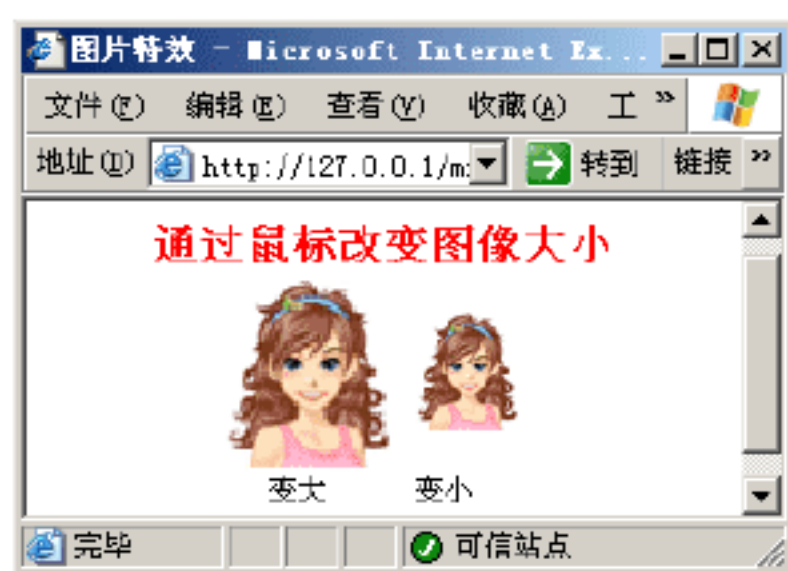 图片特效 - Microsoft Internet Ex...
文件(F) 编辑(E) 查看(V) 收藏(A) 工 »
地址(D) http://127.0.0.1/m 转到 链接 »
通过鼠标改变图像大小
变大 变小
完毕 可信站点